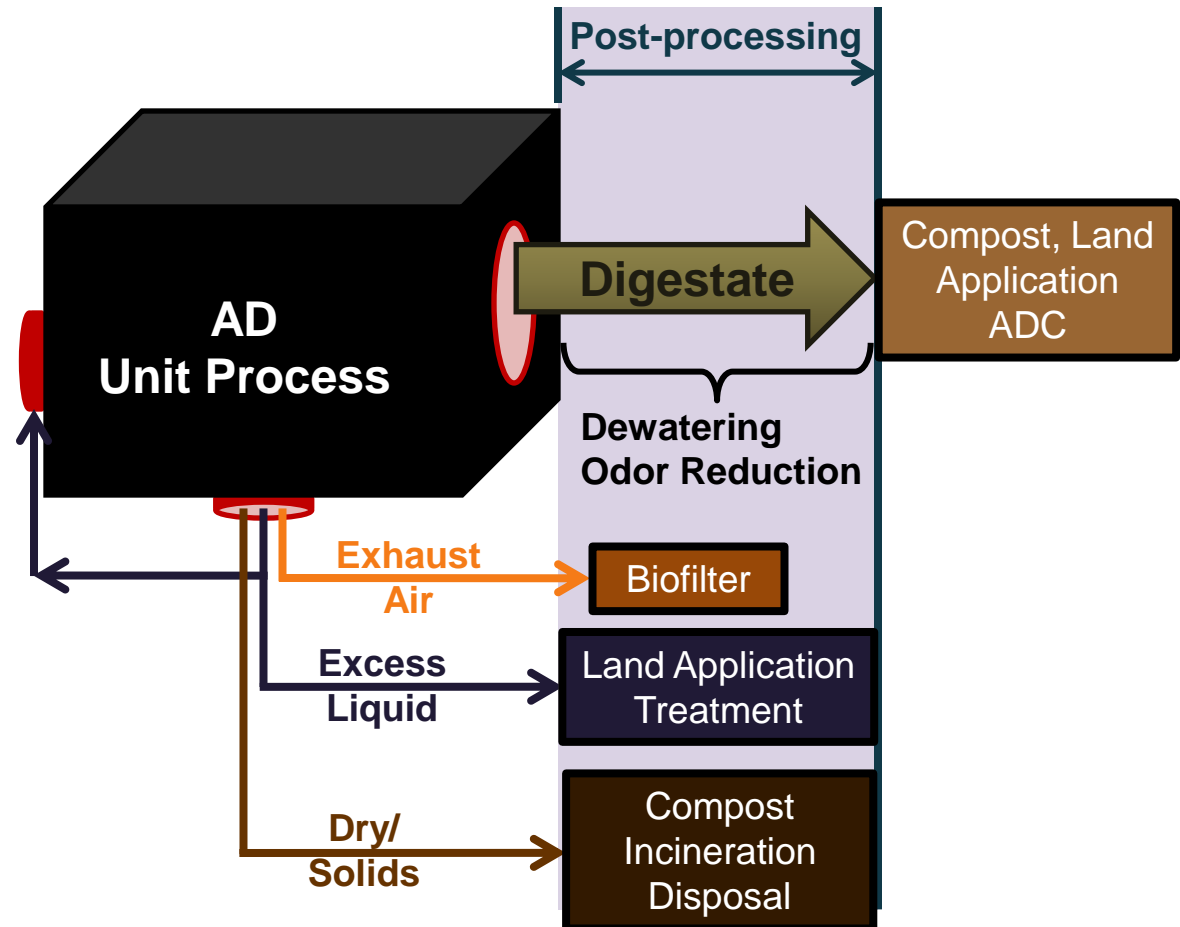 Post-processing
AD
Unit Process
Digestate
Compost, Land
Application
ADC
Dewatering
Odor Reduction
Exhaust
Air
Biofilter
Excess
Liquid
Land Application
Treatment
Dry/
Solids
Compost
Incineration
Disposal